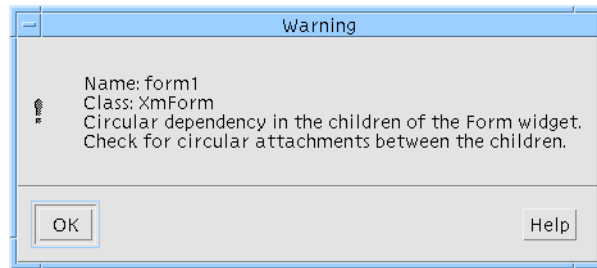 Warning
Name: form1
Class: XmForm
Circular dependency in the children of the Form widget.
Check for circular attachments between the children.
OK
Help